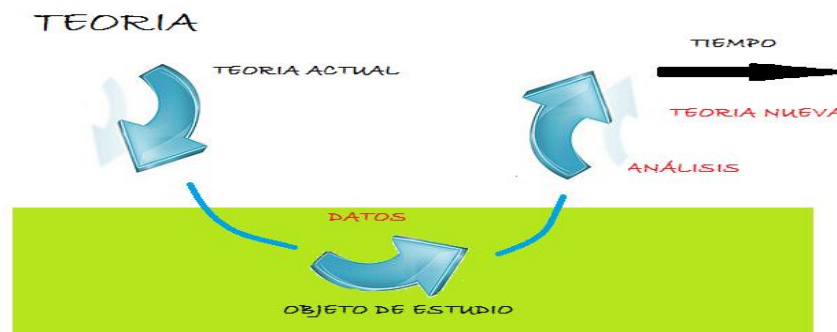 TEORIA
TEORIA ACTUAL
TIEMPO
TEORIA NUEVA
ANÁLISIS
DATOS
OBJETO DE ESTUDIO